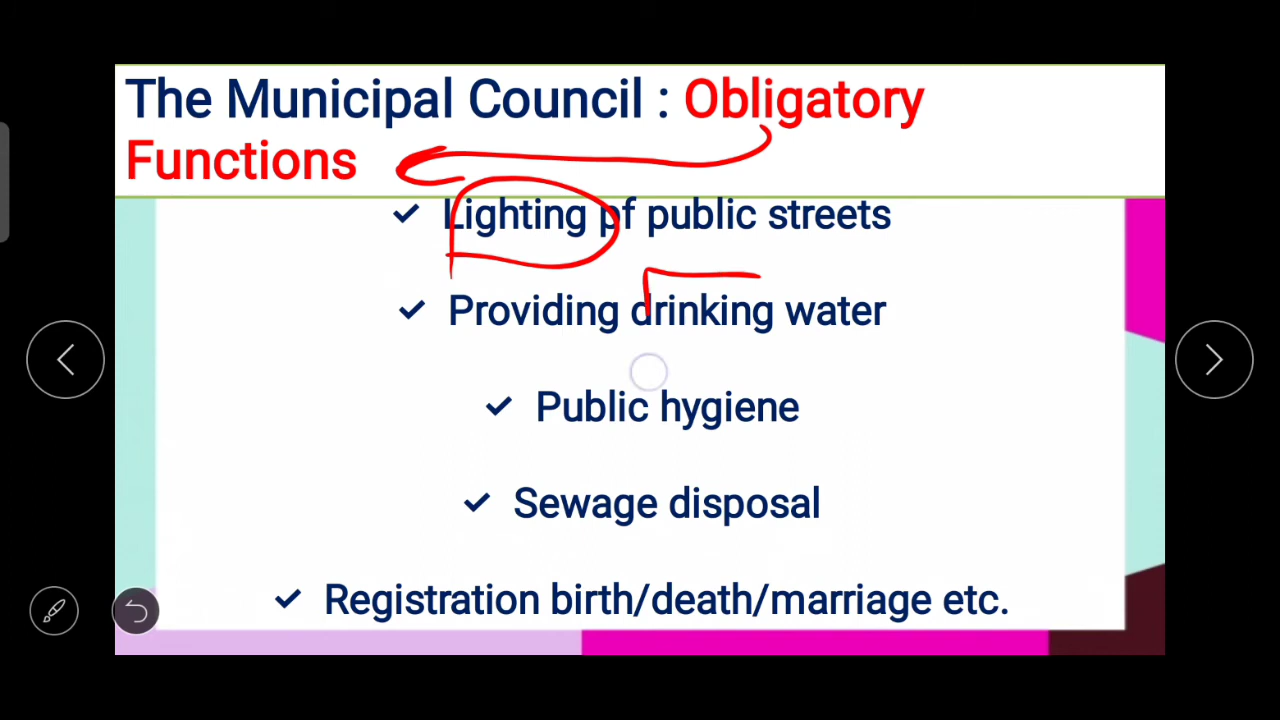 The Municipal Council : Obligatory
Functions
✓ Lighting pf public streets
✓ Providing drinking water
✓ Public hygiene
✓ Sewage disposal
✓ Registration birth/death/marriage etc.